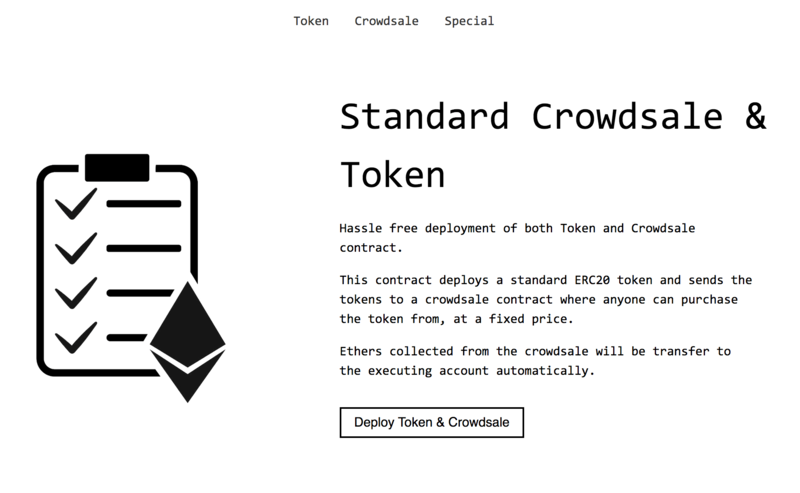 Token Crowdsale Special
Standard Crowdsale &
Token
Hassle free deployment of both Token and Crowdsale
contract.
This contract deploys a standard ERC20 token and sends the
tokens to a crowdsale contract where anyone can purchase
the token from, at a fixed price.
Ethers collected from the crowdsale will be transfer to
the executing account automatically.
Deploy Token & Crowdsale